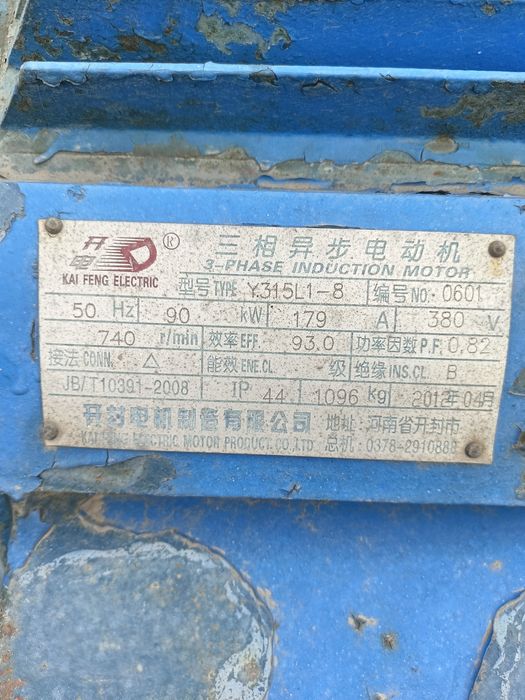 开电 ® 三相异步电动机
KAI FENG ELECTRIC 3-PHASE INDUCTION MOTOR
型号TYPE Y315L1-8 编号NO: 0601
50 Hz 90 kW 179 A 380 V
740 r/min 效率EFF. 93.0 功率因数P.F. 0.82
接法CONN. △ 能效ENE.CL 级 绝缘INS.CL B
JB/T10391-2008 IP 44 1096 kg 2012年04月
开封电机制造有限公司 地址: 河南省开封市
KAI FENG ELECTRIC MOTOR PRODUCT.CO.LTD 总机: 0378-2910888